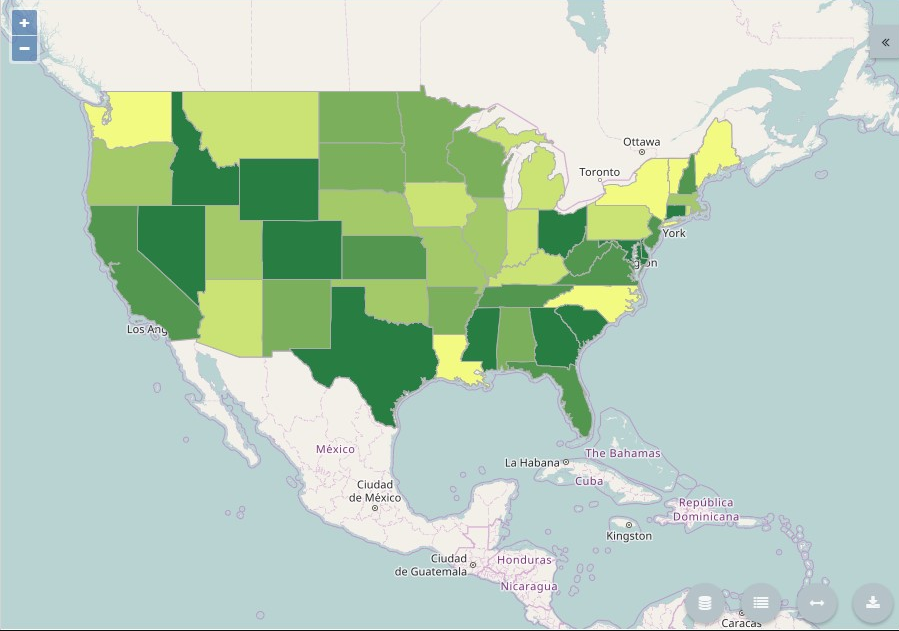 +
−
«
Ottawa
Toronto
York
gton
Los Ang
México
La Habana
The Bahamas
Cuba
Ciudad
de México
República
Dominicana
Kingston
Ciudad
de Guatemala
Honduras
Nicaragua
Caracas